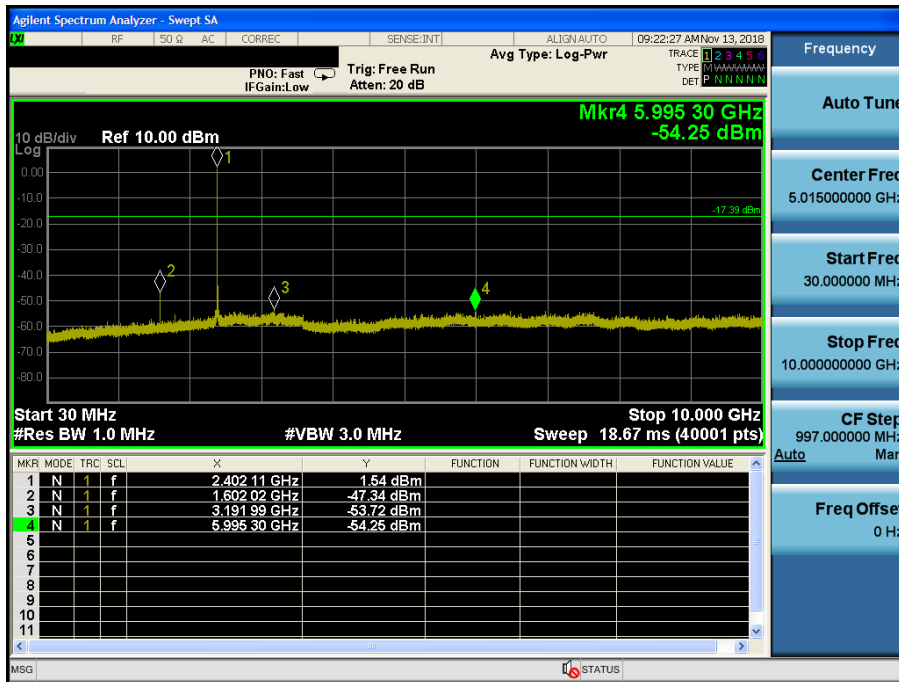 Agilent Spectrum Analyzer - Swept SA
LXI RF 50 Ω AC CORREC SENSE:INT ALIGN AUTO 09:22:27 AM Nov 13, 2018
PNO: Fast
IFGain:Low
Trig: Free Run
Atten: 20 dB
Avg Type: Log-Pwr
TRACE 1 2 3 4 5 6
TYPE M W W W W W
DET P N N N N N
Mkr4 5.995 30 GHz
-54.25 dBm
10 dB/div Ref 10.00 dBm
Log
0.00
-10.0
-20.0
-30.0
-40.0
-50.0
-60.0
-70.0
-80.0
1
2
3
4
-17.39 dBm
Start 30 MHz Stop 10.000 GHz
#Res BW 1.0 MHz #VBW 3.0 MHz Sweep 18.67 ms (40001 pts)
MKR MODE TRC SCL X Y FUNCTION FUNCTION WIDTH FUNCTION VALUE
1 N 1 f 2.402 11 GHz 1.54 dBm
2 N 1 f 1.602 02 GHz -47.34 dBm
3 N 1 f 3.191 99 GHz -53.72 dBm
4 N 1 f 5.995 30 GHz -54.25 dBm
5
6
7
8
9
10
11
MSG STATUS
Frequency
Auto Tune
Center Freq
5.015000000 GHz
Start Freq
30.000000 MHz
Stop Freq
10.000000000 GHz
CF Step
997.000000 MHz
Auto Man
Freq Offset
0 Hz